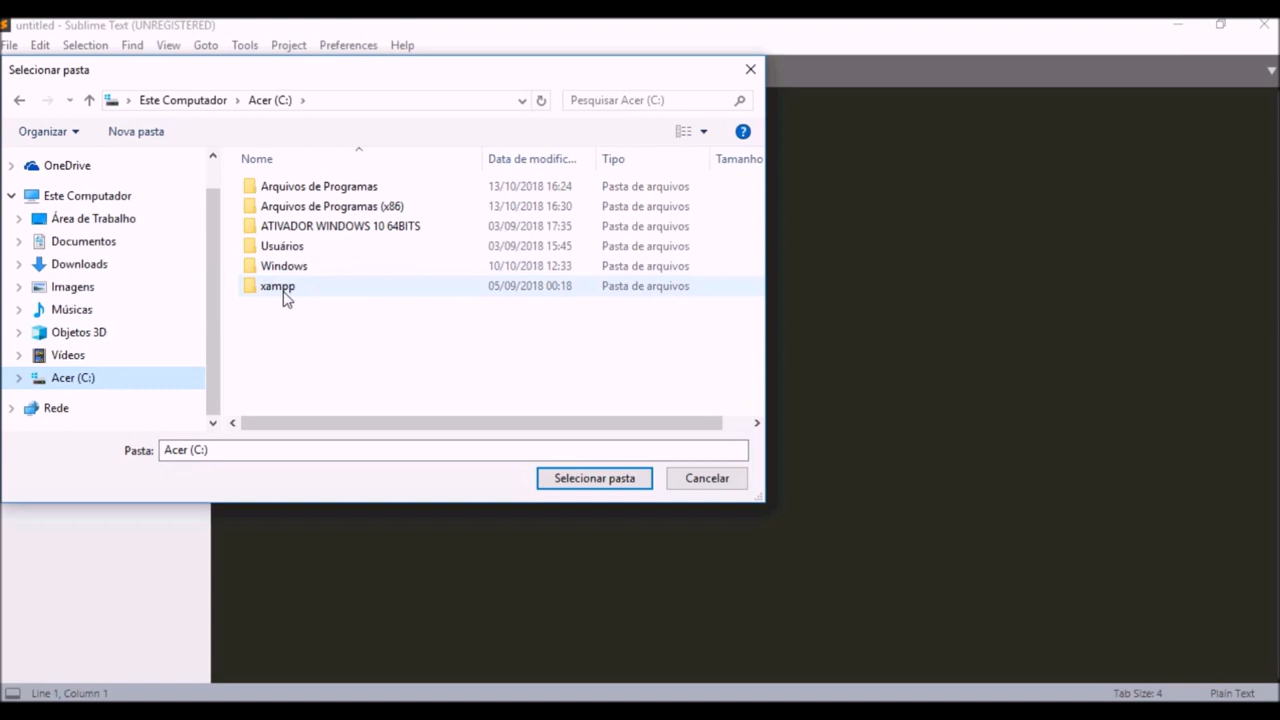 untitled - Sublime Text (UNREGISTERED)
File Edit Selection Find View Goto Tools Project Preferences Help
Selecionar pasta
Este Computador > Acer (C:) >
Pesquisar Acer (C:)
Organizar
Nova pasta
Nome Data de modific... Tipo Tamanho
OneDrive
Este Computador
Área de Trabalho
Documentos
Downloads
Imagens
Músicas
Objetos 3D
Vídeos
Acer (C:)
Rede
Arquivos de Programas 13/10/2018 16:24 Pasta de arquivos
Arquivos de Programas (x86) 13/10/2018 16:30 Pasta de arquivos
ATIVADOR WINDOWS 10 64BITS 03/09/2018 17:35 Pasta de arquivos
Usuários 03/09/2018 15:45 Pasta de arquivos
Windows 10/10/2018 12:33 Pasta de arquivos
xampp 05/09/2018 00:18 Pasta de arquivos
Pasta: Acer (C:)
Selecionar pasta Cancelar
Line 1, Column 1
Tab Size: 4 Plain Text